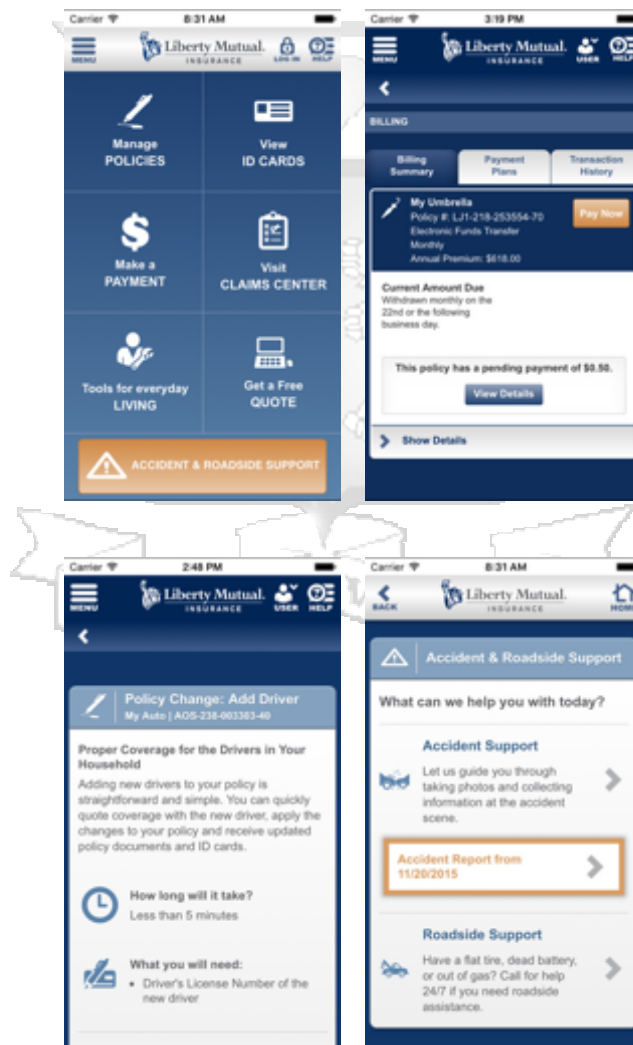 Carrier 8:31 AM
MENU Liberty Mutual. INSURANCE LOG IN HELP
Manage
POLICIES
View
ID CARDS
Make a
PAYMENT
Visit
CLAIMS CENTER
Tools for everyday
LIVING
Get a Free
QUOTE
ACCIDENT & ROADSIDE SUPPORT
Carrier 3:19 PM
MENU Liberty Mutual. INSURANCE USER HELP
BILLING
Billing
Summary
Payment
Plans
Transaction
History
My Umbrella
Policy #: LJ1-218-253554-70
Electronic Funds Transfer
Monthly
Annual Premium: $618.00
Pay Now
Current Amount Due
Withdrawn monthly on the
22nd or the following
business day.
This policy has a pending payment of $0.50.
View Details
Show Details
Carrier 2:48 PM
MENU Liberty Mutual. INSURANCE USER HELP
Policy Change: Add Driver
My Auto | AOS-238-003383-40
Proper Coverage for the Drivers in Your
Household
Adding new drivers to your policy is
straightforward and simple. You can quickly
quote coverage with the new driver, apply the
changes to your policy and receive updated
policy documents and ID cards.
How long will it take?
Less than 5 minutes
What you will need:
• Driver's License Number of the
new driver
Carrier 8:31 AM
BACK Liberty Mutual. INSURANCE HOME
Accident & Roadside Support
What can we help you with today?
Accident Support
Let us guide you through
taking photos and collecting
information at the accident
scene.
Accident Report from
11/20/2015
Roadside Support
Have a flat tire, dead battery,
or out of gas? Call for help
24/7 if you need roadside
assistance.